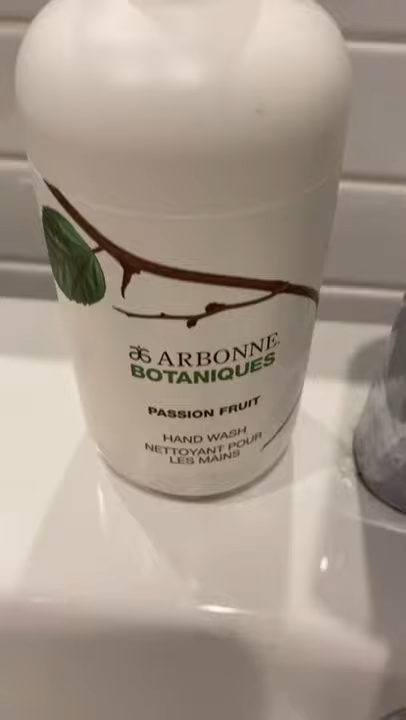 ARBONNE
BOTANIQUES
PASSION FRUIT
HAND WASH
NETTOYANT POUR
LES MAINS